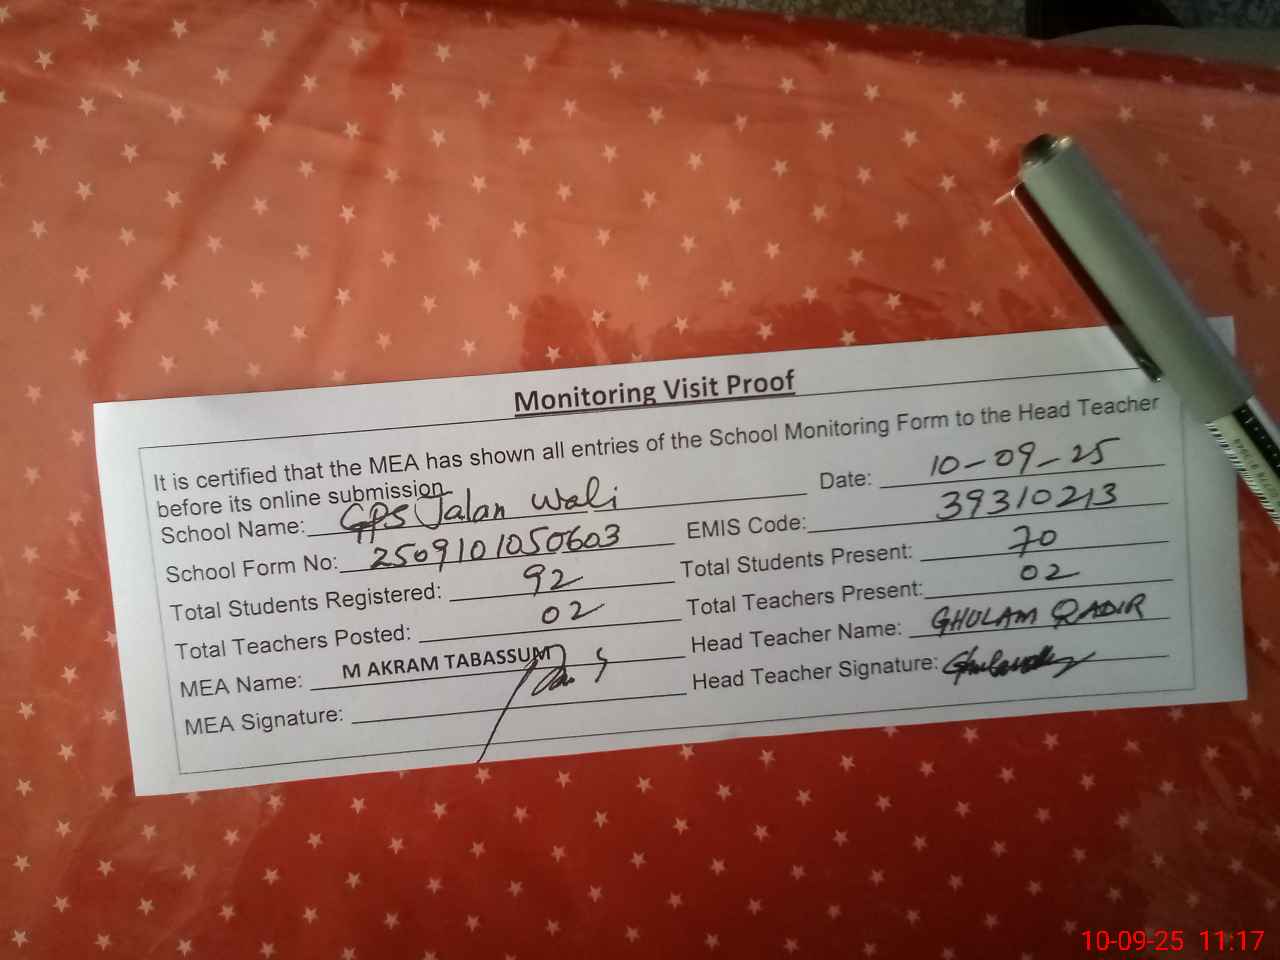 Monitoring Visit Proof
It is certified that the MEA has shown all entries of the School Monitoring Form to the Head Teacher
before its online submission
School Name: GPS Jalan Wali Date: 10-09-25
School Form No: 2509101050603 EMIS Code: 39310213
Total Students Registered: 92 Total Students Present: 70
Total Teachers Posted: 02 Total Teachers Present: 02
MEA Name: M AKRAM TABASSUM Head Teacher Name: GHULAM QADIR
MEA Signature: Head Teacher Signature:
10-09-25 11:17